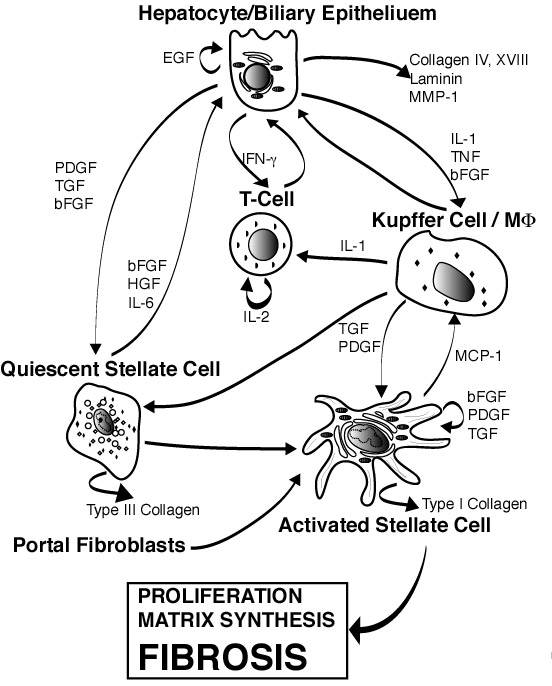 Hepatocyte/Biliary Epitheliuem
EGF
Collagen IV, XVIII
Laminin
MMP-1
IL-1
TNF
bFGF
PDGF
TGF
bFGF
IFN-γ
T-Cell
Kupffer Cell / MΦ
IL-1
bFGF
HGF
IL-6
IL-2
TGF
PDGF
MCP-1
Quiescent Stellate Cell
bFGF
PDGF
TGF
Type III Collagen
Type I Collagen
Activated Stellate Cell
Portal Fibroblasts
PROLIFERATION
MATRIX SYNTHESIS
FIBROSIS